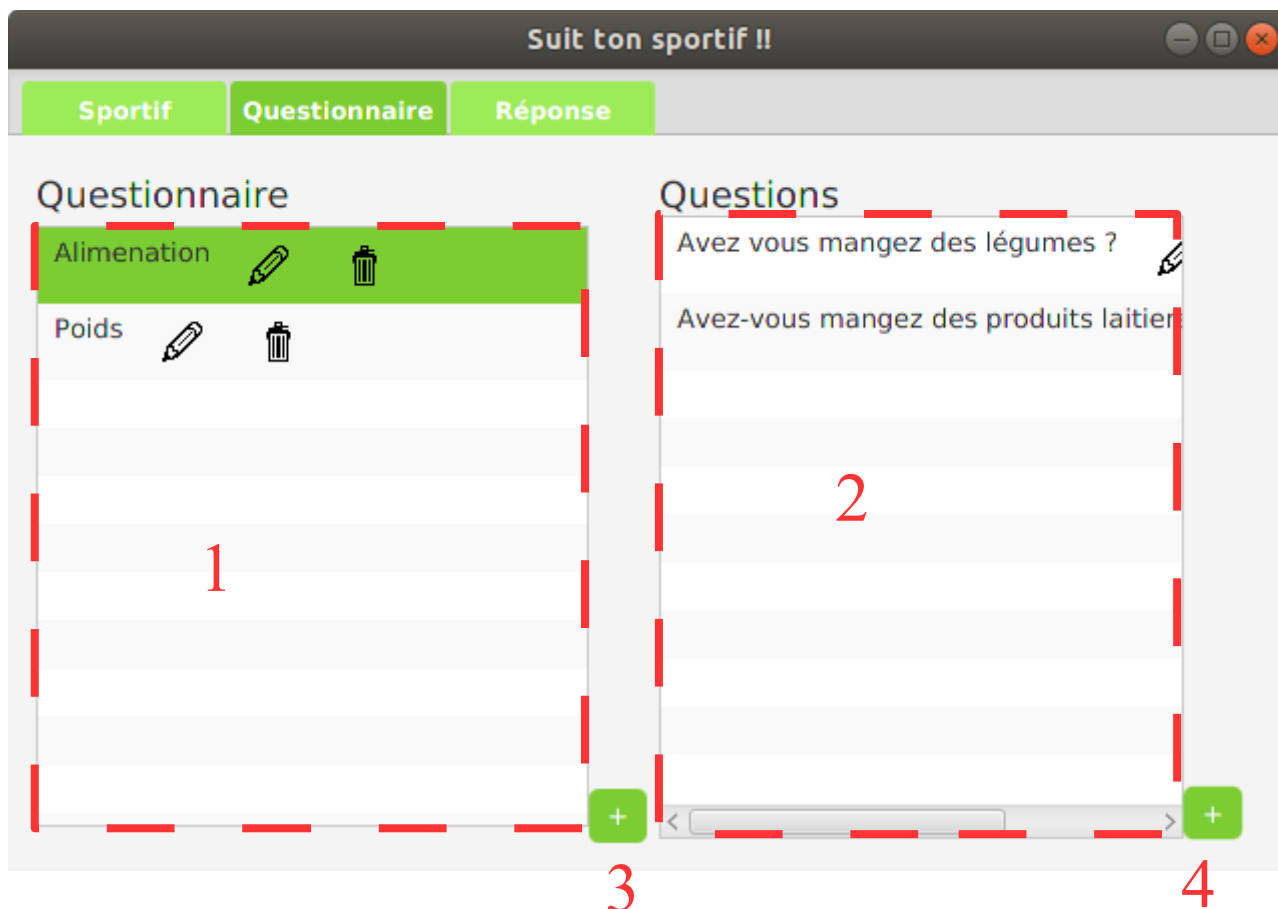 Suit ton sportif !!
Sportif Questionnaire Réponse
Questionnaire
Questions
Alimenation
Poids
Avez vous mangez des légumes ?
Avez-vous mangez des produits laitier
1
2
+
+
3
4